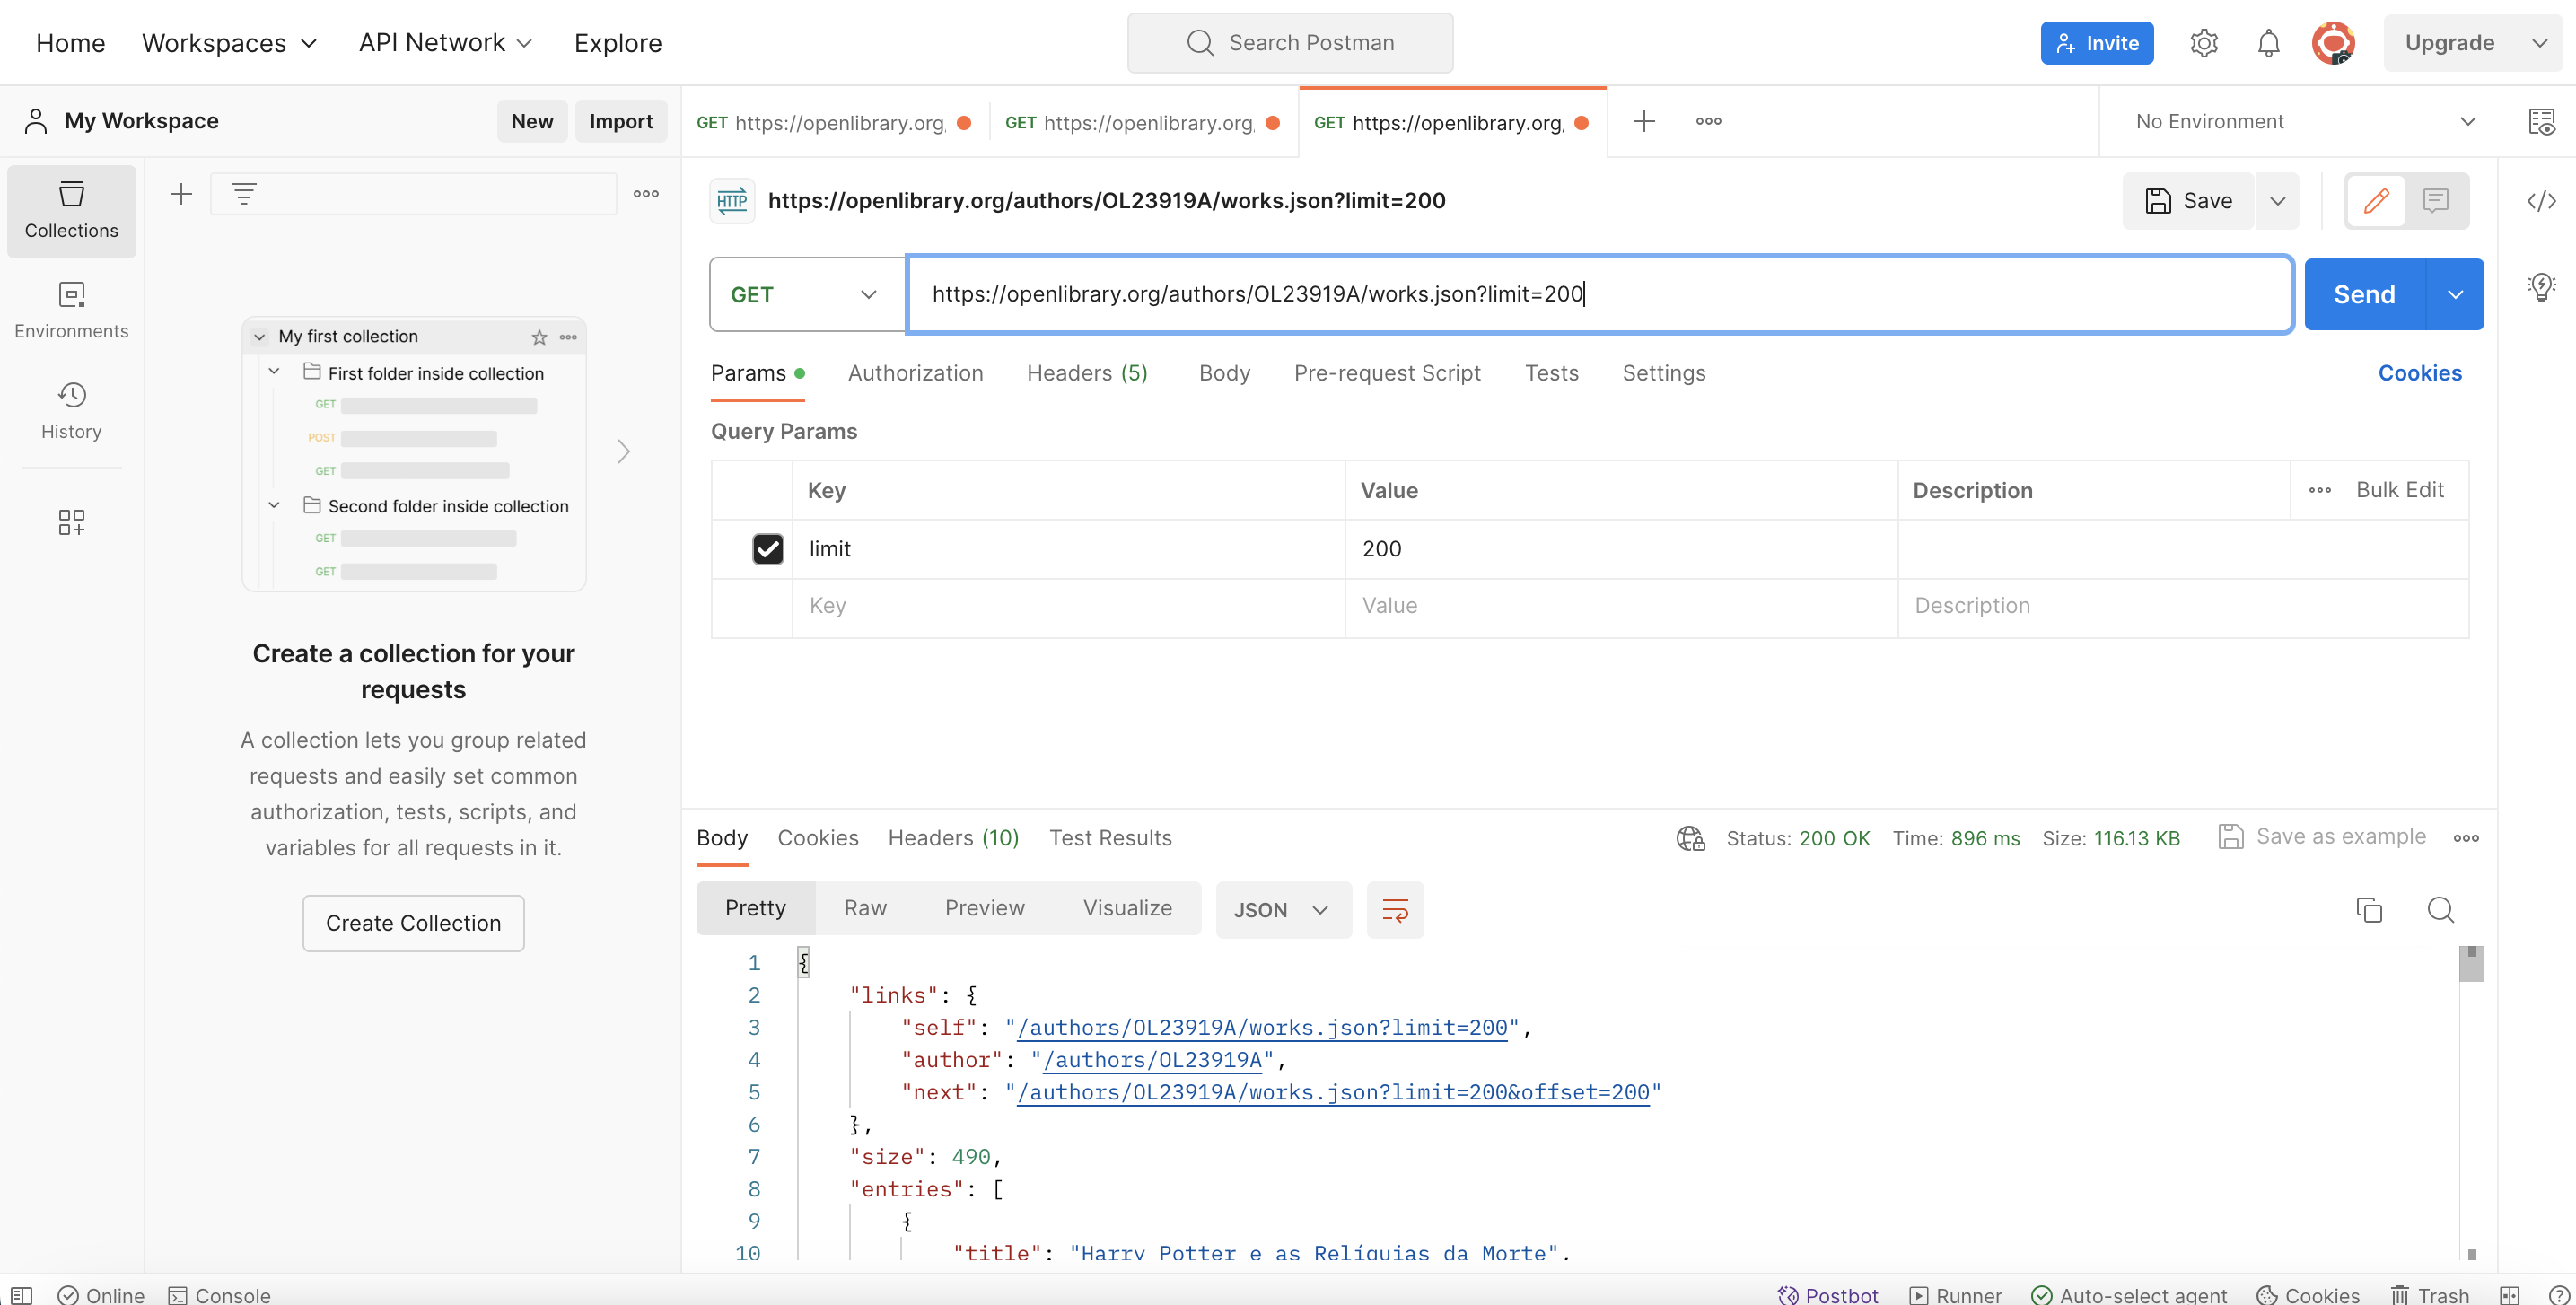 Home Workspaces API Network Explore Search Postman Invite Upgrade
My Workspace New Import GET https://openlibrary.org, GET https://openlibrary.org, GET https://openlibrary.org, No Environment
Collections
Environments
History
My first collection
First folder inside collection
GET
POST
GET
Second folder inside collection
GET
GET
Create a collection for your
requests
A collection lets you group related
requests and easily set common
authorization, tests, scripts, and
variables for all requests in it.
Create Collection
HTTP https://openlibrary.org/authors/OL23919A/works.json?limit=200 Save
GET https://openlibrary.org/authors/OL23919A/works.json?limit=200 Send
Params Authorization Headers (5) Body Pre-request Script Tests Settings Cookies
Query Params
Key Value Description Bulk Edit
limit 200
Key Value Description
Body Cookies Headers (10) Test Results Status: 200 OK Time: 896 ms Size: 116.13 KB Save as example
Pretty Raw Preview Visualize JSON
1 {
2 "links": {
3 "self": "/authors/OL23919A/works.json?limit=200",
4 "author": "/authors/OL23919A",
5 "next": "/authors/OL23919A/works.json?limit=200&offset=200"
6 },
7 "size": 490,
8 "entries": [
9 {
10 "title": "Harry Potter e as Relíquias da Morte",
Online Console Postbot Runner Auto-select agent Cookies Trash